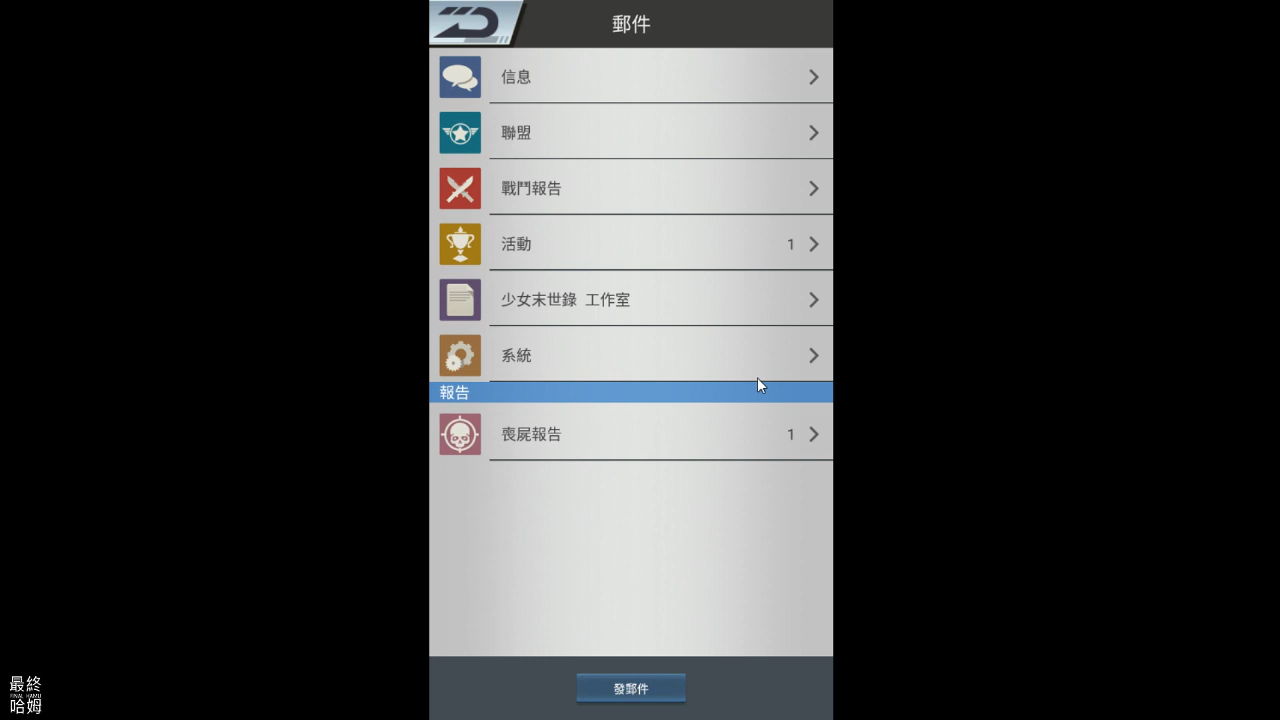 郵件
信息
聯盟
戰鬥報告
活動 1
少女末世錄 工作室
系統
報告
喪屍報告 1
發郵件
最終
哈姆